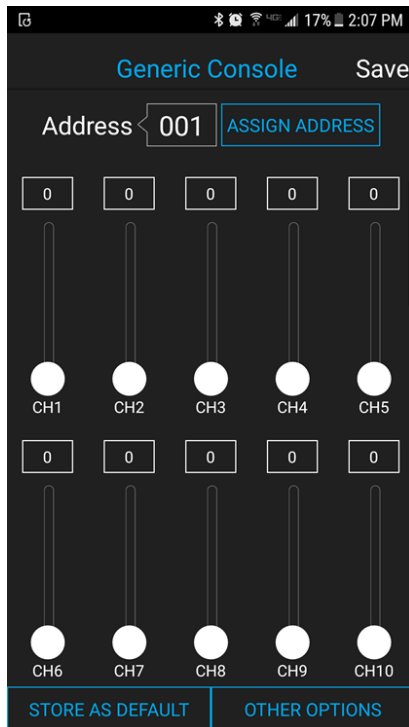 17% 2:07 PM
Generic Console Save
Address 001 ASSIGN ADDRESS
0 0 0 0 0
CH1 CH2 CH3 CH4 CH5
0 0 0 0 0
CH6 CH7 CH8 CH9 CH10
STORE AS DEFAULT OTHER OPTIONS